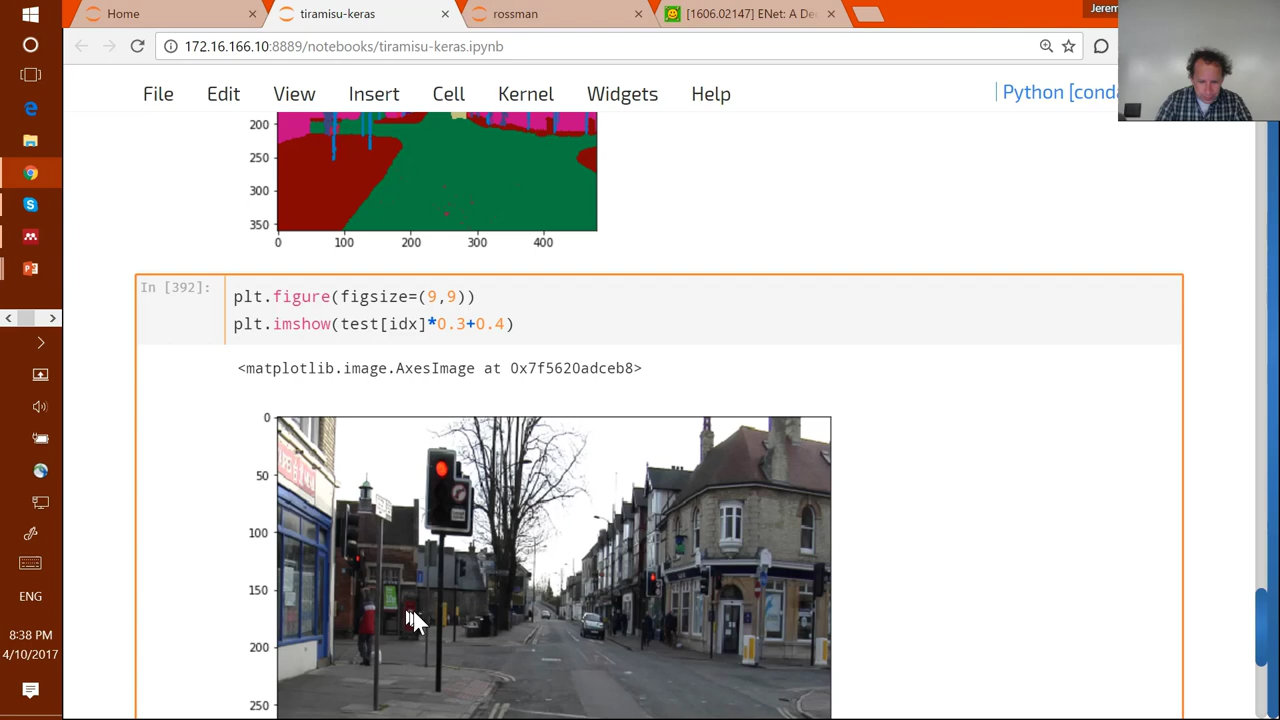 Home
tiramisu-keras
rossman
[1606.02147] ENet: A De
Jerem
172.16.166.10:8889/notebooks/tiramisu-keras.ipynb
File Edit View Insert Cell Kernel Widgets Help
Python [conda
200
250
300
350
0 100 200 300 400
In [392]:
plt.figure(figsize=(9,9))
plt.imshow(test[idx]*0.3+0.4)
<matplotlib.image.AxesImage at 0x7f5620adceb8>
0
50
100
150
200
250
ENG
8:38 PM
4/10/2017